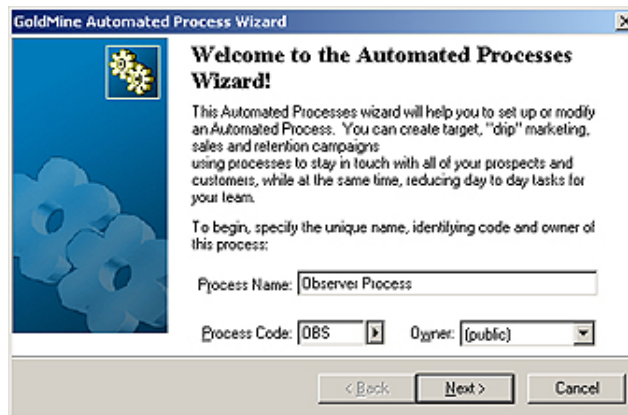 GoldMine Automated Process Wizard
Welcome to the Automated Processes
Wizard!
This Automated Processes wizard will help you to set up or modify
an Automated Process. You can create target, "drip" marketing,
sales and retention campaigns
using processes to stay in touch with all of your prospects and
customers, while at the same time, reducing day to day tasks for
your team.
To begin, specify the unique name, identifying code and owner of
this process:
Process Name: Observer Process
Process Code: OBS Owner: (public)
< Back Next > Cancel